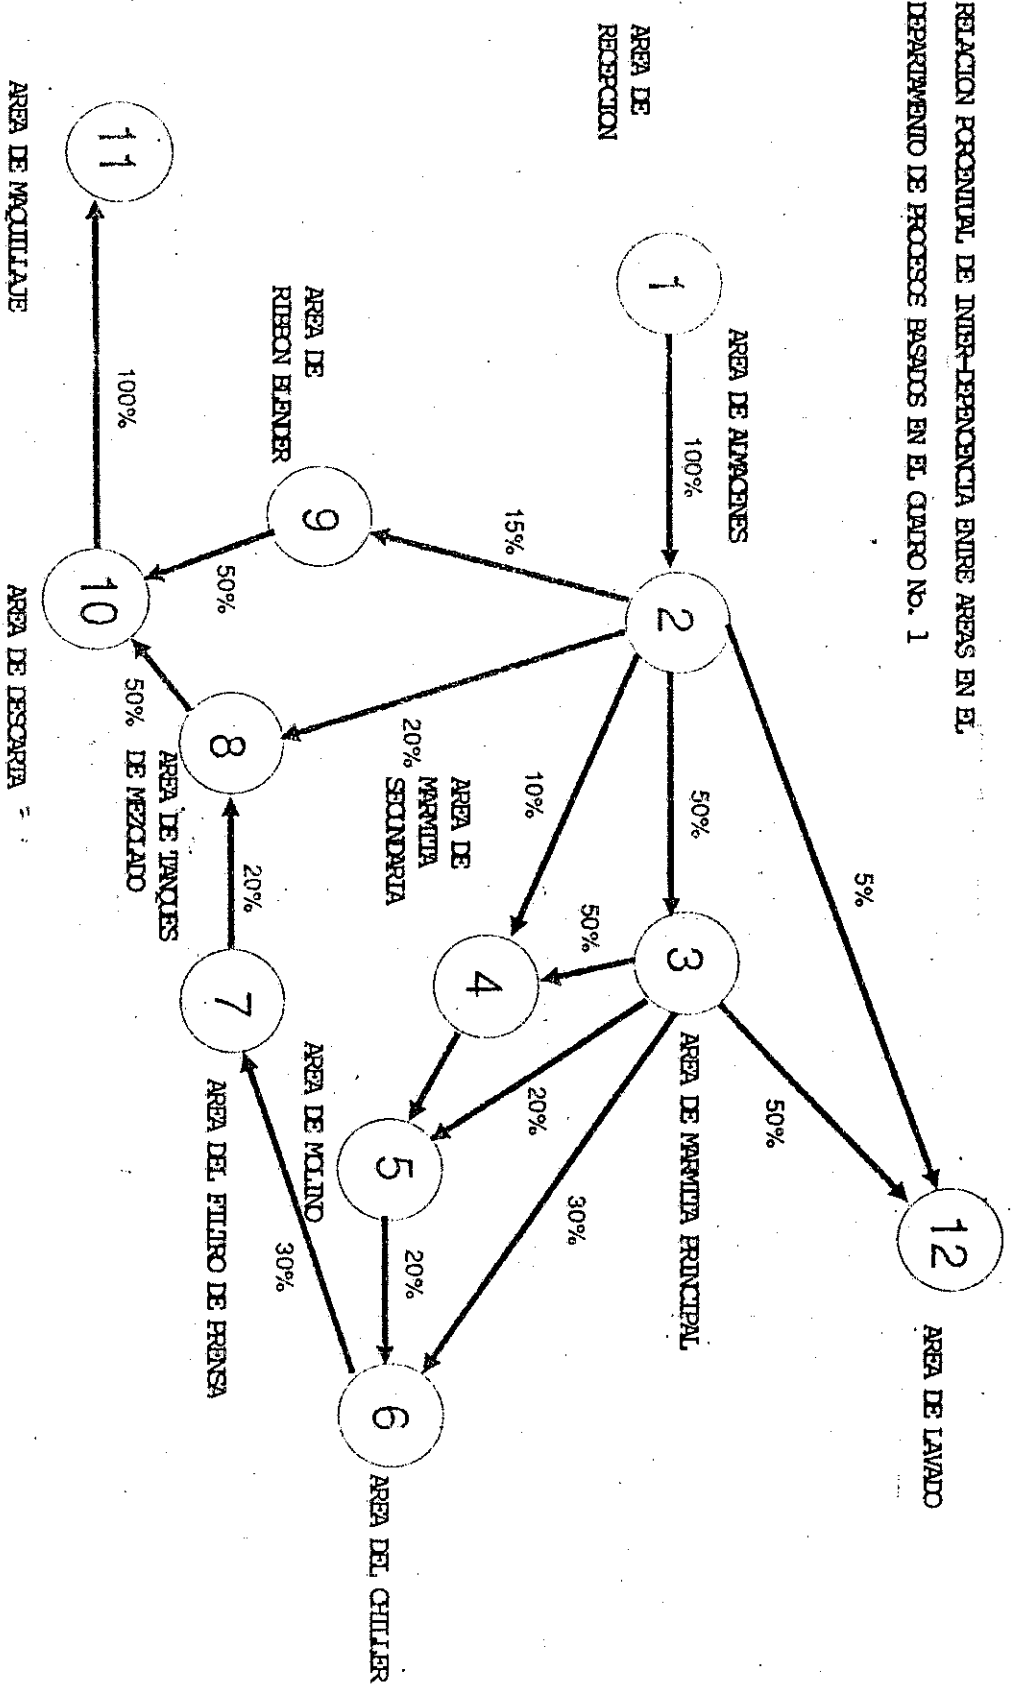 RELACION PORCENTUAL DE INTER-DEPENCENCIA ENTRE AREAS EN EL
DEPARTAMENTO DE PROCESCE BASADOS EN EL CUADRO No. 1
12
AREA DE LAVADO
5%
50%
AREA DE ALMACENES
AREA DE
RECEPCION
1
100%
2
50%
3
AREA DE MARMITA PRINCIPAL
50%
10%
20%
30%
15%
20%
AREA DE
MARMITA
SECUNDARIA
4
5
20%
6
AREA DEL CHILLER
AREA DE MOLINO
30%
AREA DE
RIBBON BLENDER
9
50%
8
20%
7
AREA DEL FILTRO DE PRENSA
AREA DE TANQUES
DE MEZCLADO
50%
11
100%
10
AREA DE MAQUILLAJE
AREA DE DESCARTA